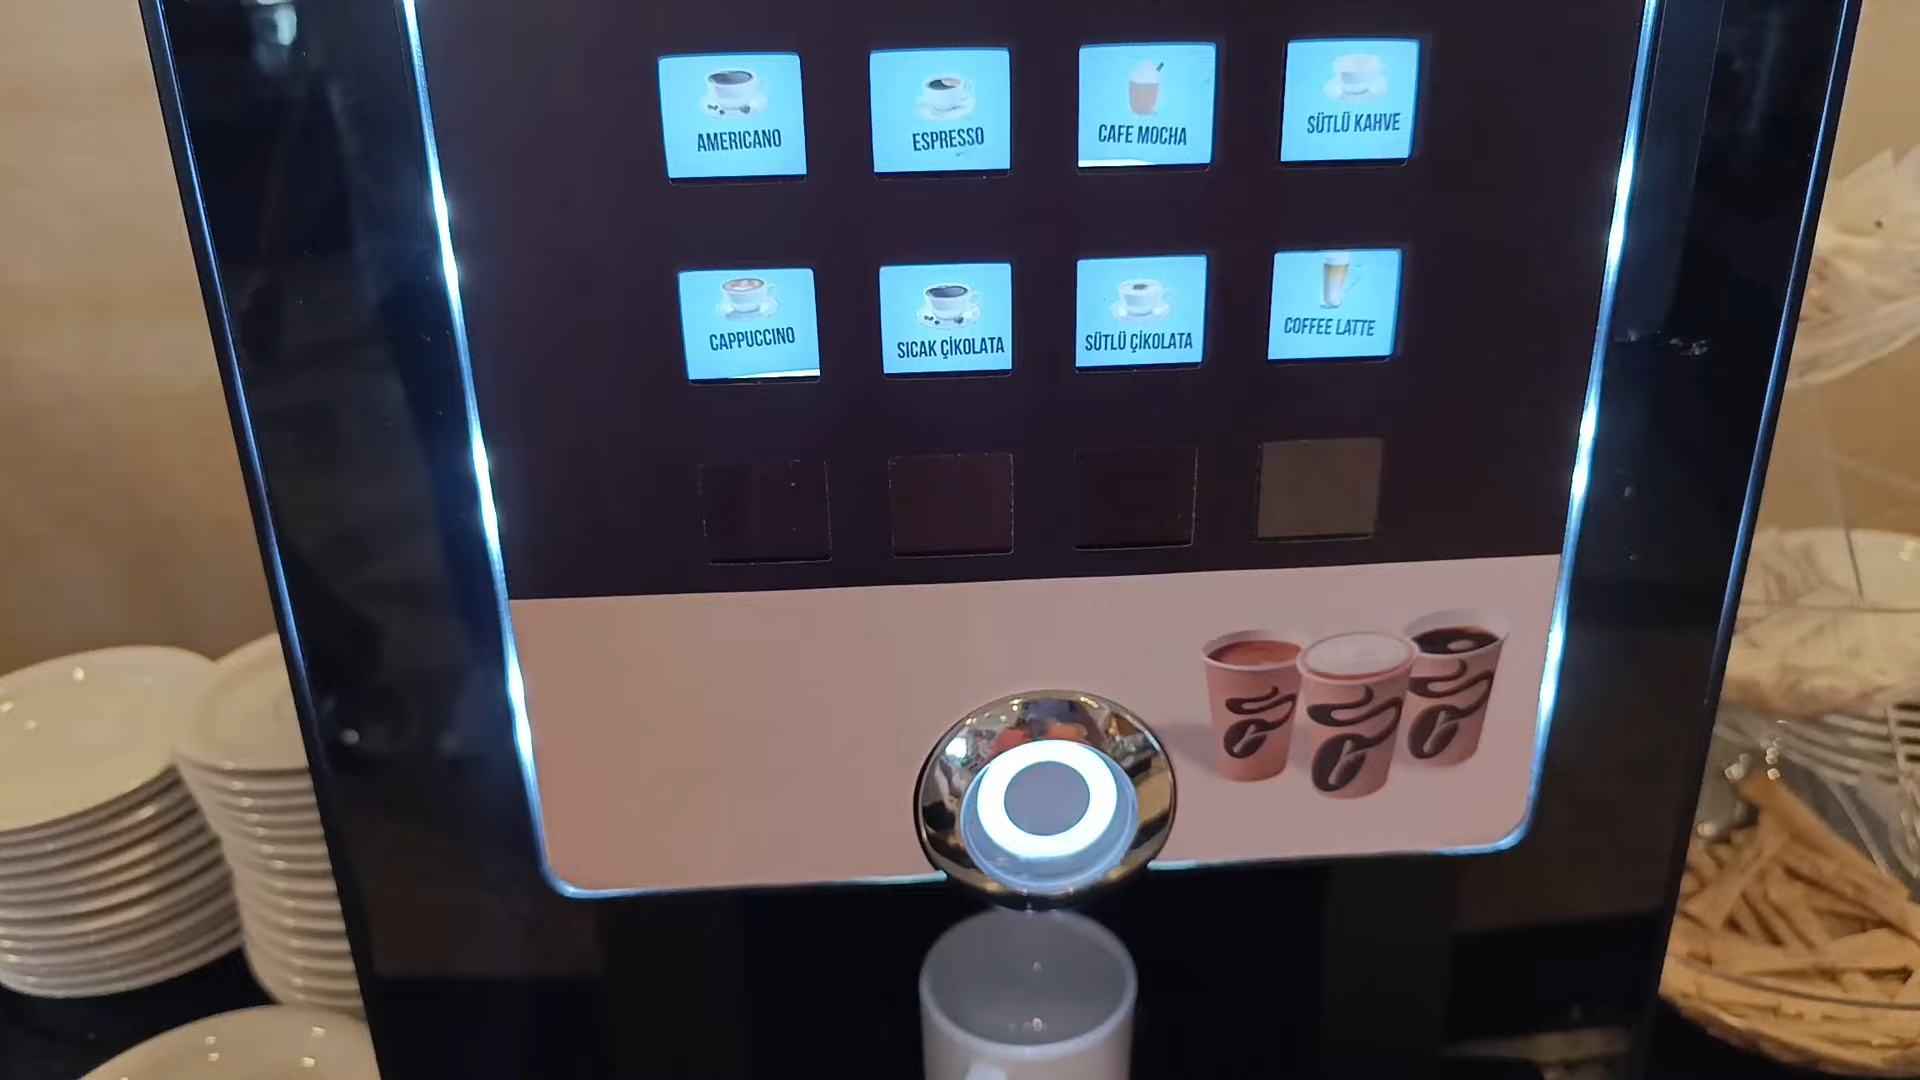 AMERICANO
ESPRESSO
CAFE MOCHA
SÜTLÜ KAHVE
CAPPUCCINO
SICAK ÇİKOLATA
SÜTLÜ ÇİKOLATA
COFFEE LATTE